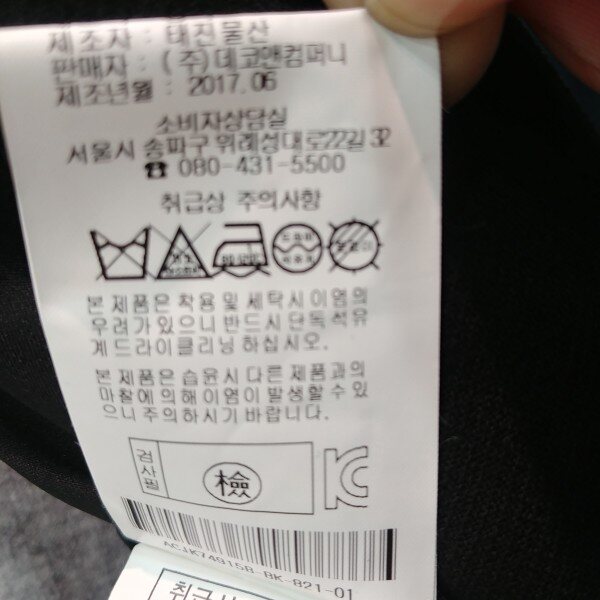 제조자 : 태진물산
판매자 : (주)데코앤컴퍼니
제조년월 : 2017.06
소비자상담실
서울시 송파구 위례성대로22길 32
☎ 080-431-5500
취급상 주의사항
본 제품은 착용 및 세탁시 이염의
우려가 있으니 반드시 단독석유
계 드라이클리닝 하십시오.
본 제품은 습윤시 다른 제품과의
마찰에 의해 이염이 발생할 수 있
으니 주의하시기 바랍니다.
검사필
檢
ACJK749158-BK-821-01